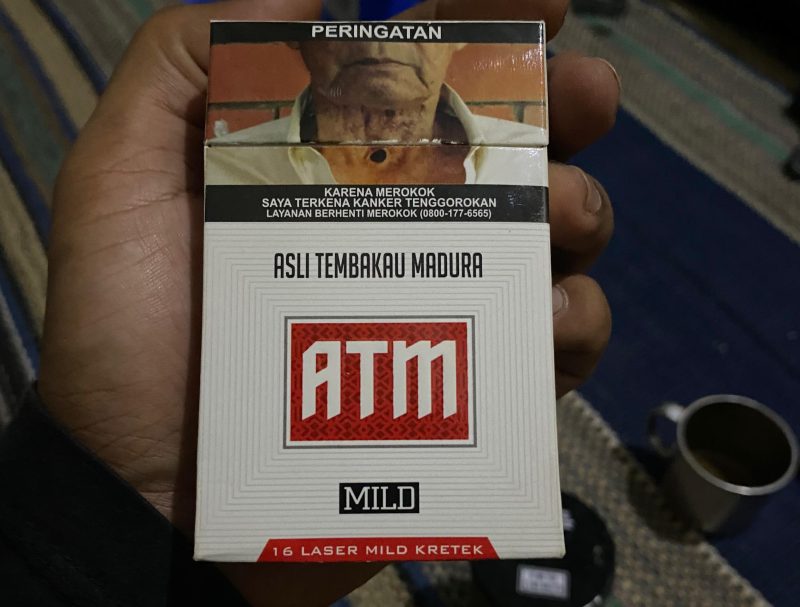 PERINGATAN
KARENA MEROKOK
SAYA TERKENA KANKER TENGGOROKAN
LAYANAN BERHENTI MEROKOK (0800-177-6565)
ASLI TEMBAKAU MADURA
ATM
MILD
16 LASER MILD KRETEK